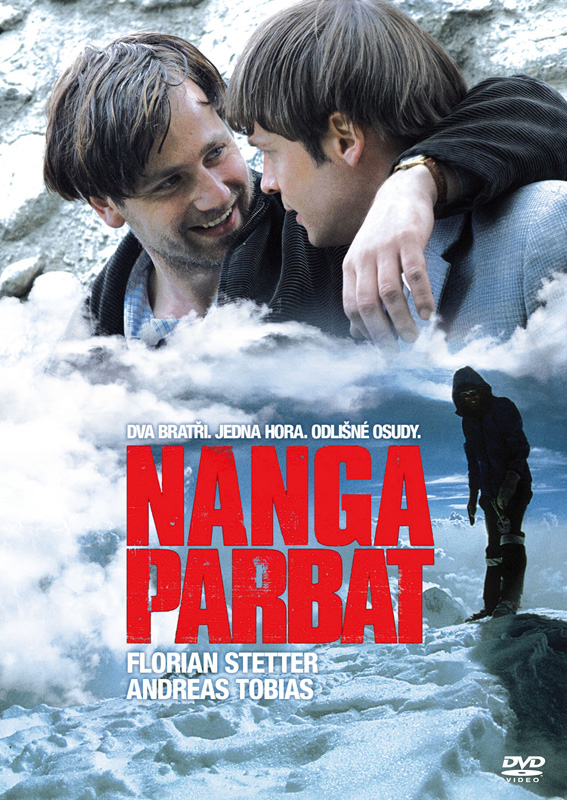 DVA BRATŘI. JEDNA HORA. ODLIŠNÉ OSUDY.
NANGA
PARBAT
FLORIAN STETTER
ANDREAS TOBIAS
DVD
VIDEO